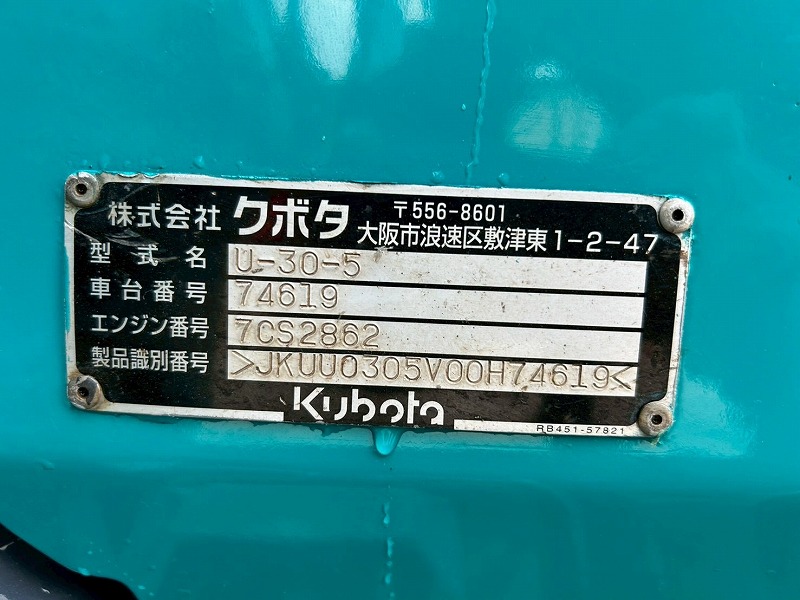 株式会社 クボタ 〒556-8601
大阪市浪速区敷津東1-2-47
型式名 U-30-5
車台番号 74619
エンジン番号 7CS2862
製品識別番号 >JKUU0305V00H74619<
Kubota
RB451-57821